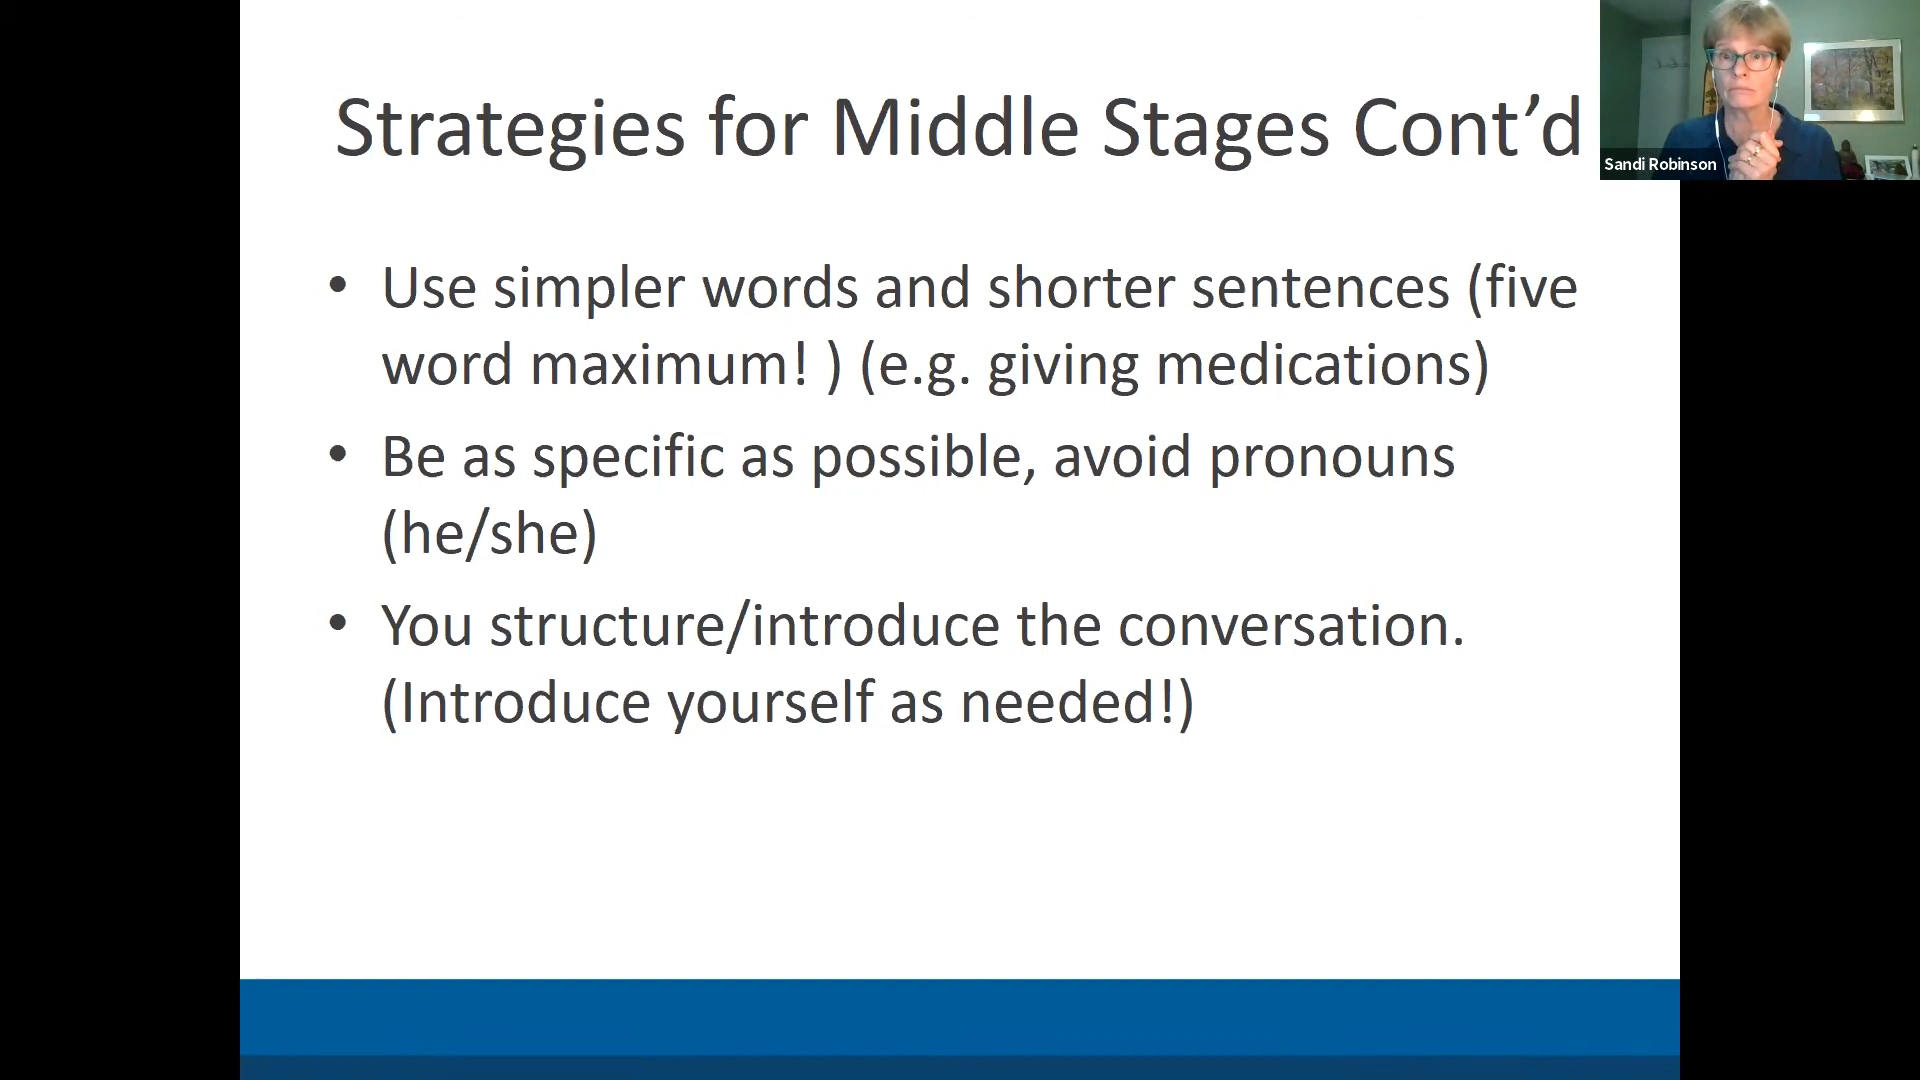 Strategies for Middle Stages Cont’d
Sandi Robinson
• Use simpler words and shorter sentences (five
word maximum! ) (e.g. giving medications)
• Be as specific as possible, avoid pronouns
(he/she)
• You structure/introduce the conversation.
(Introduce yourself as needed!)